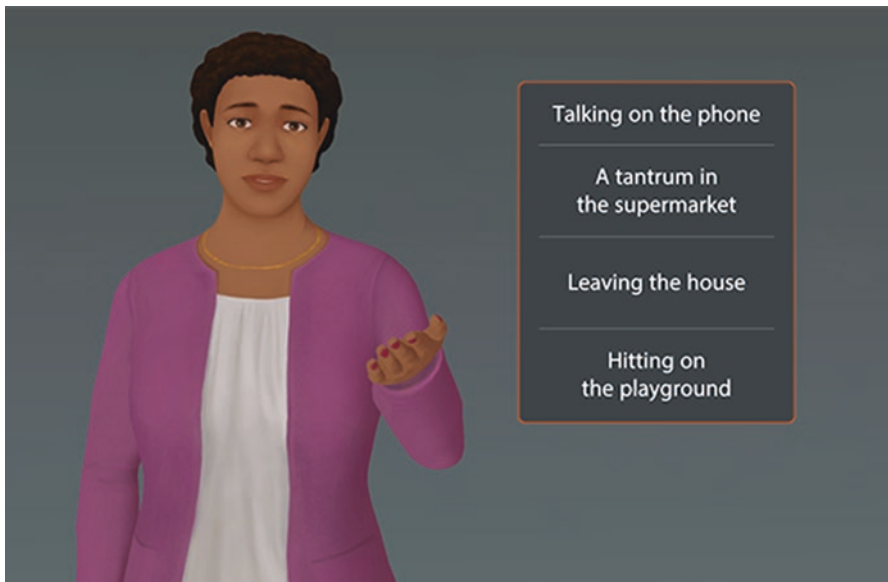 Talking on the phone
A tantrum in
the supermarket
Leaving the house
Hitting on
the playground